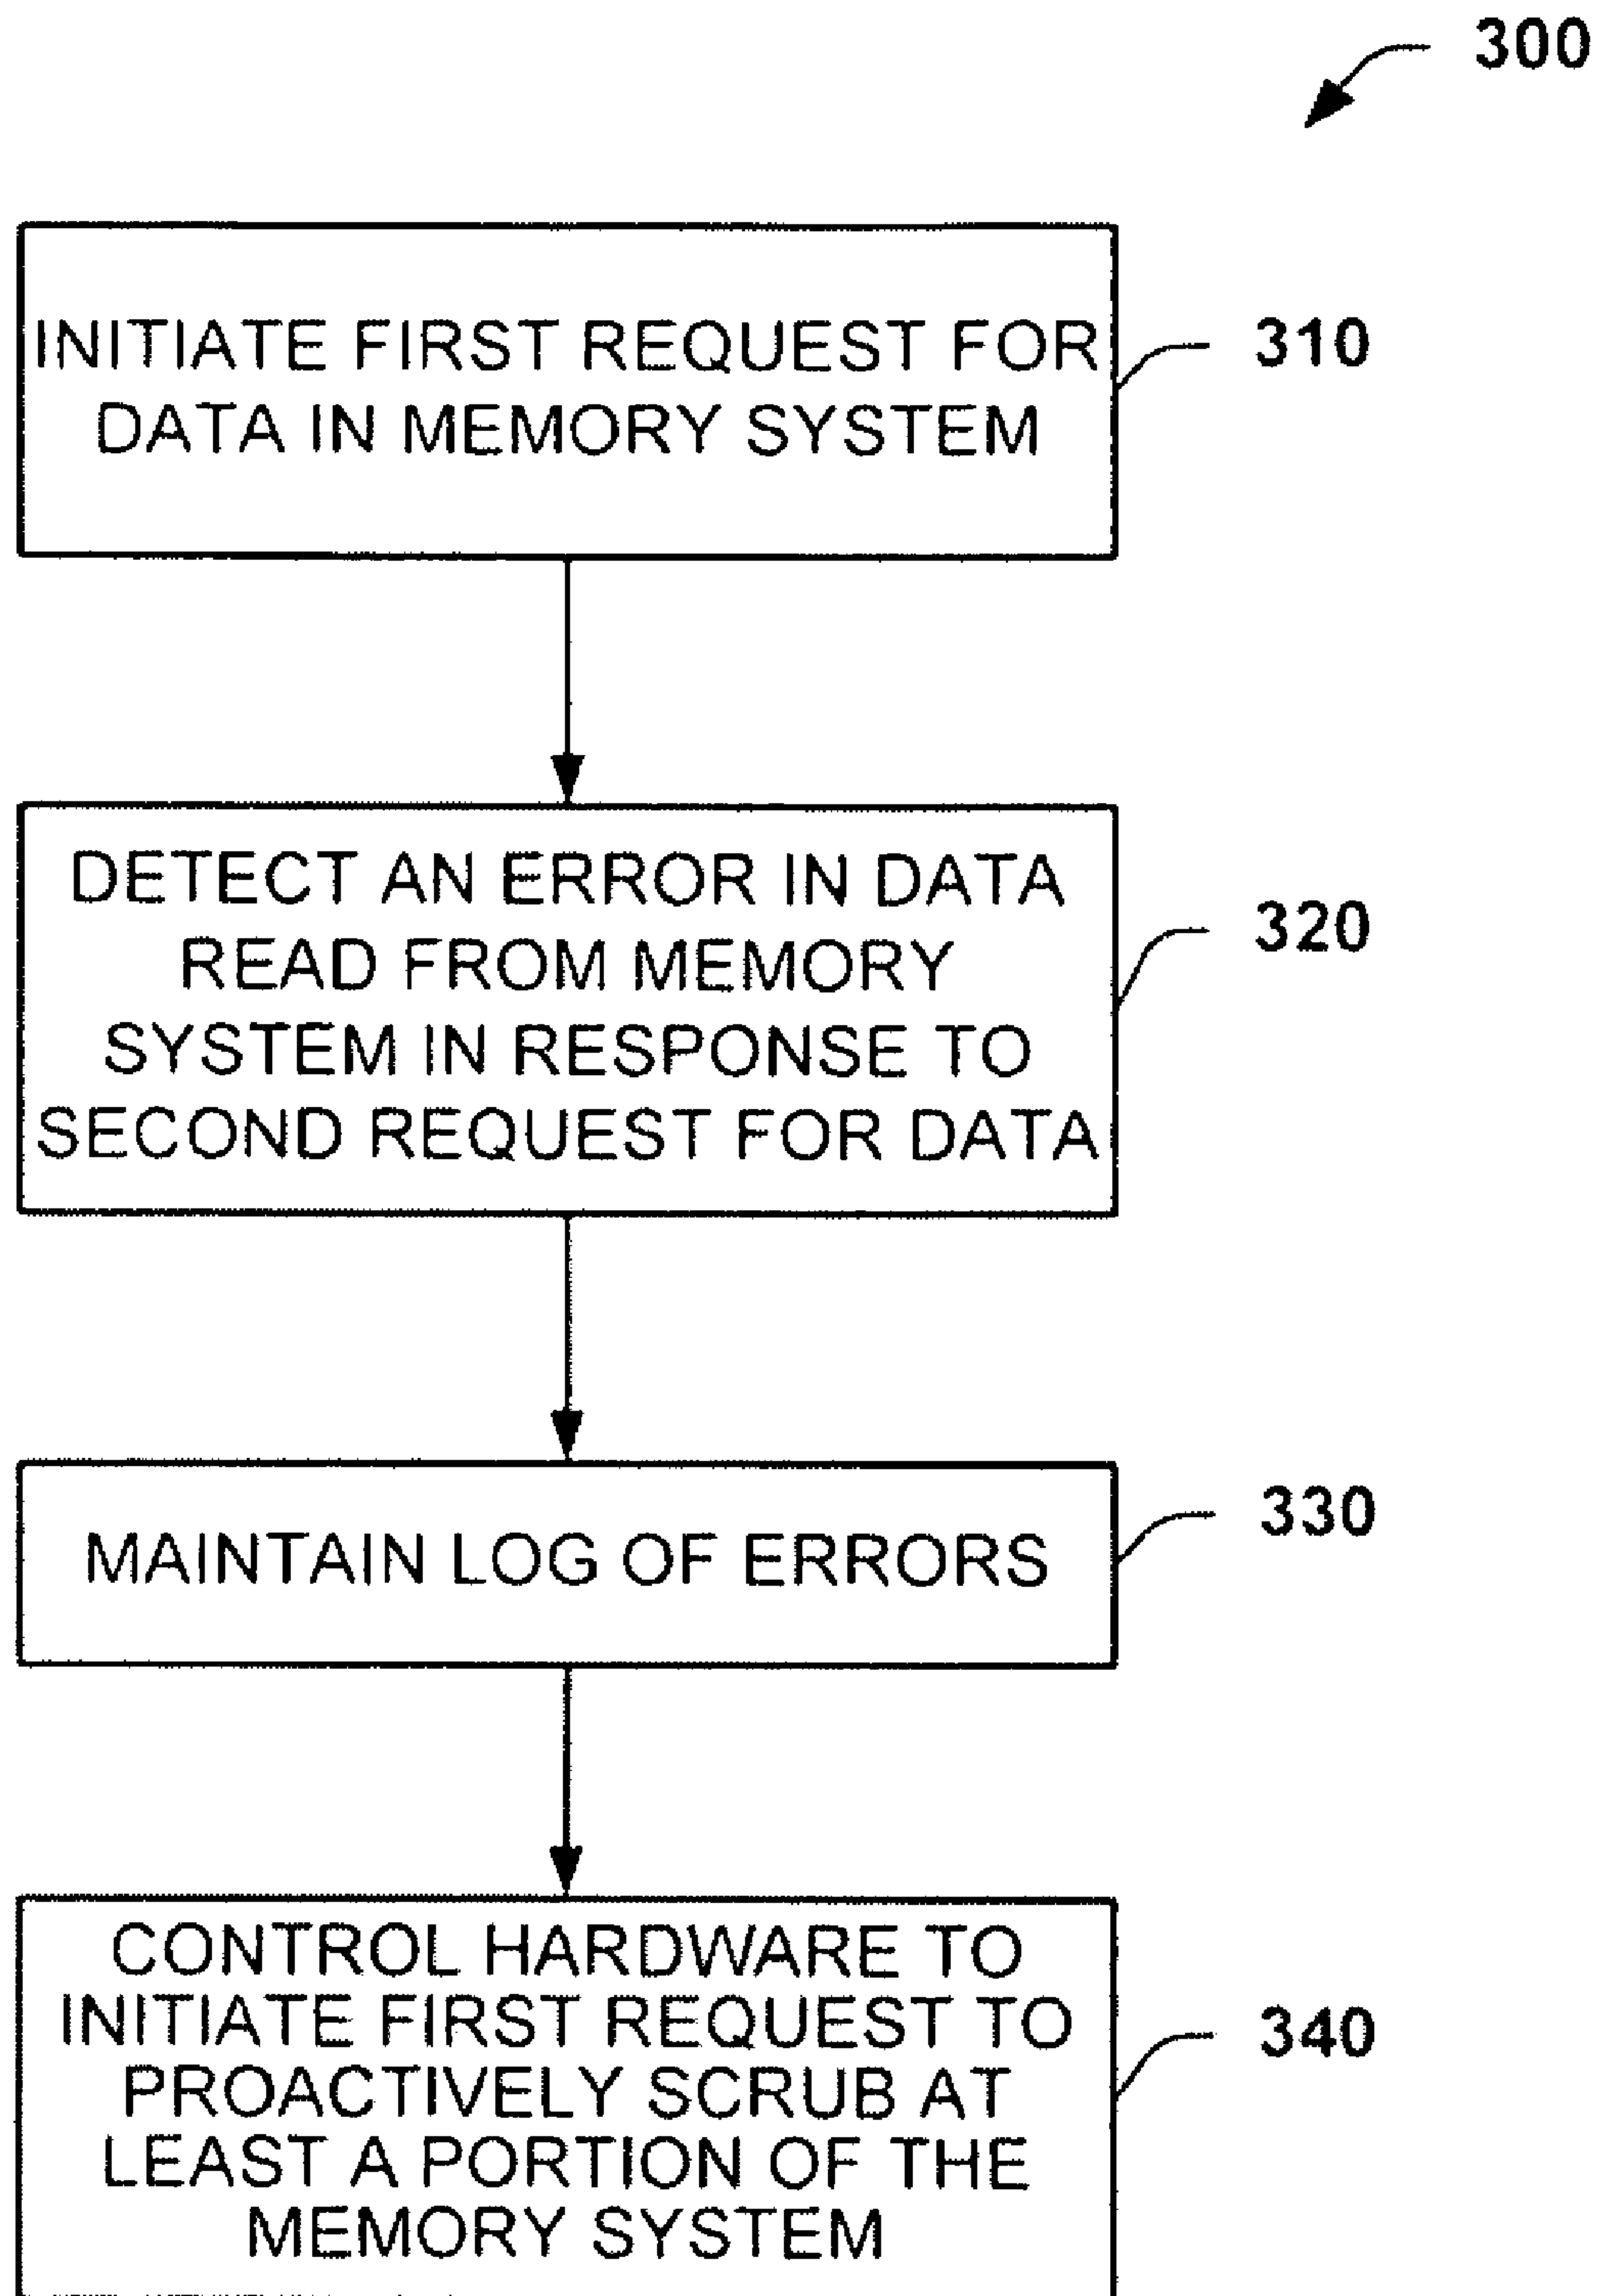 300
INITIATE FIRST REQUEST FOR
DATA IN MEMORY SYSTEM
310
DETECT AN ERROR IN DATA
READ FROM MEMORY
SYSTEM IN RESPONSE TO
SECOND REQUEST FOR DATA
320
MAINTAIN LOG OF ERRORS
330
CONTROL HARDWARE TO
INITIATE FIRST REQUEST TO
PROACTIVELY SCRUB AT
LEAST A PORTION OF THE
MEMORY SYSTEM
340